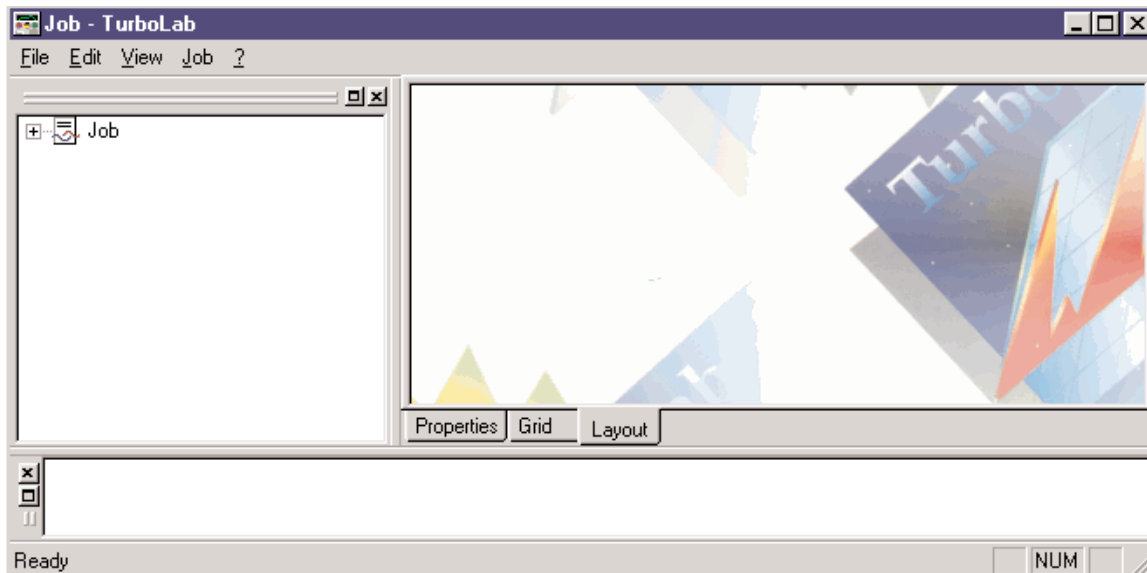 Job - TurboLab
File Edit View Job ?
Job
Turbo
Properties Grid Layout
Ready
NUM